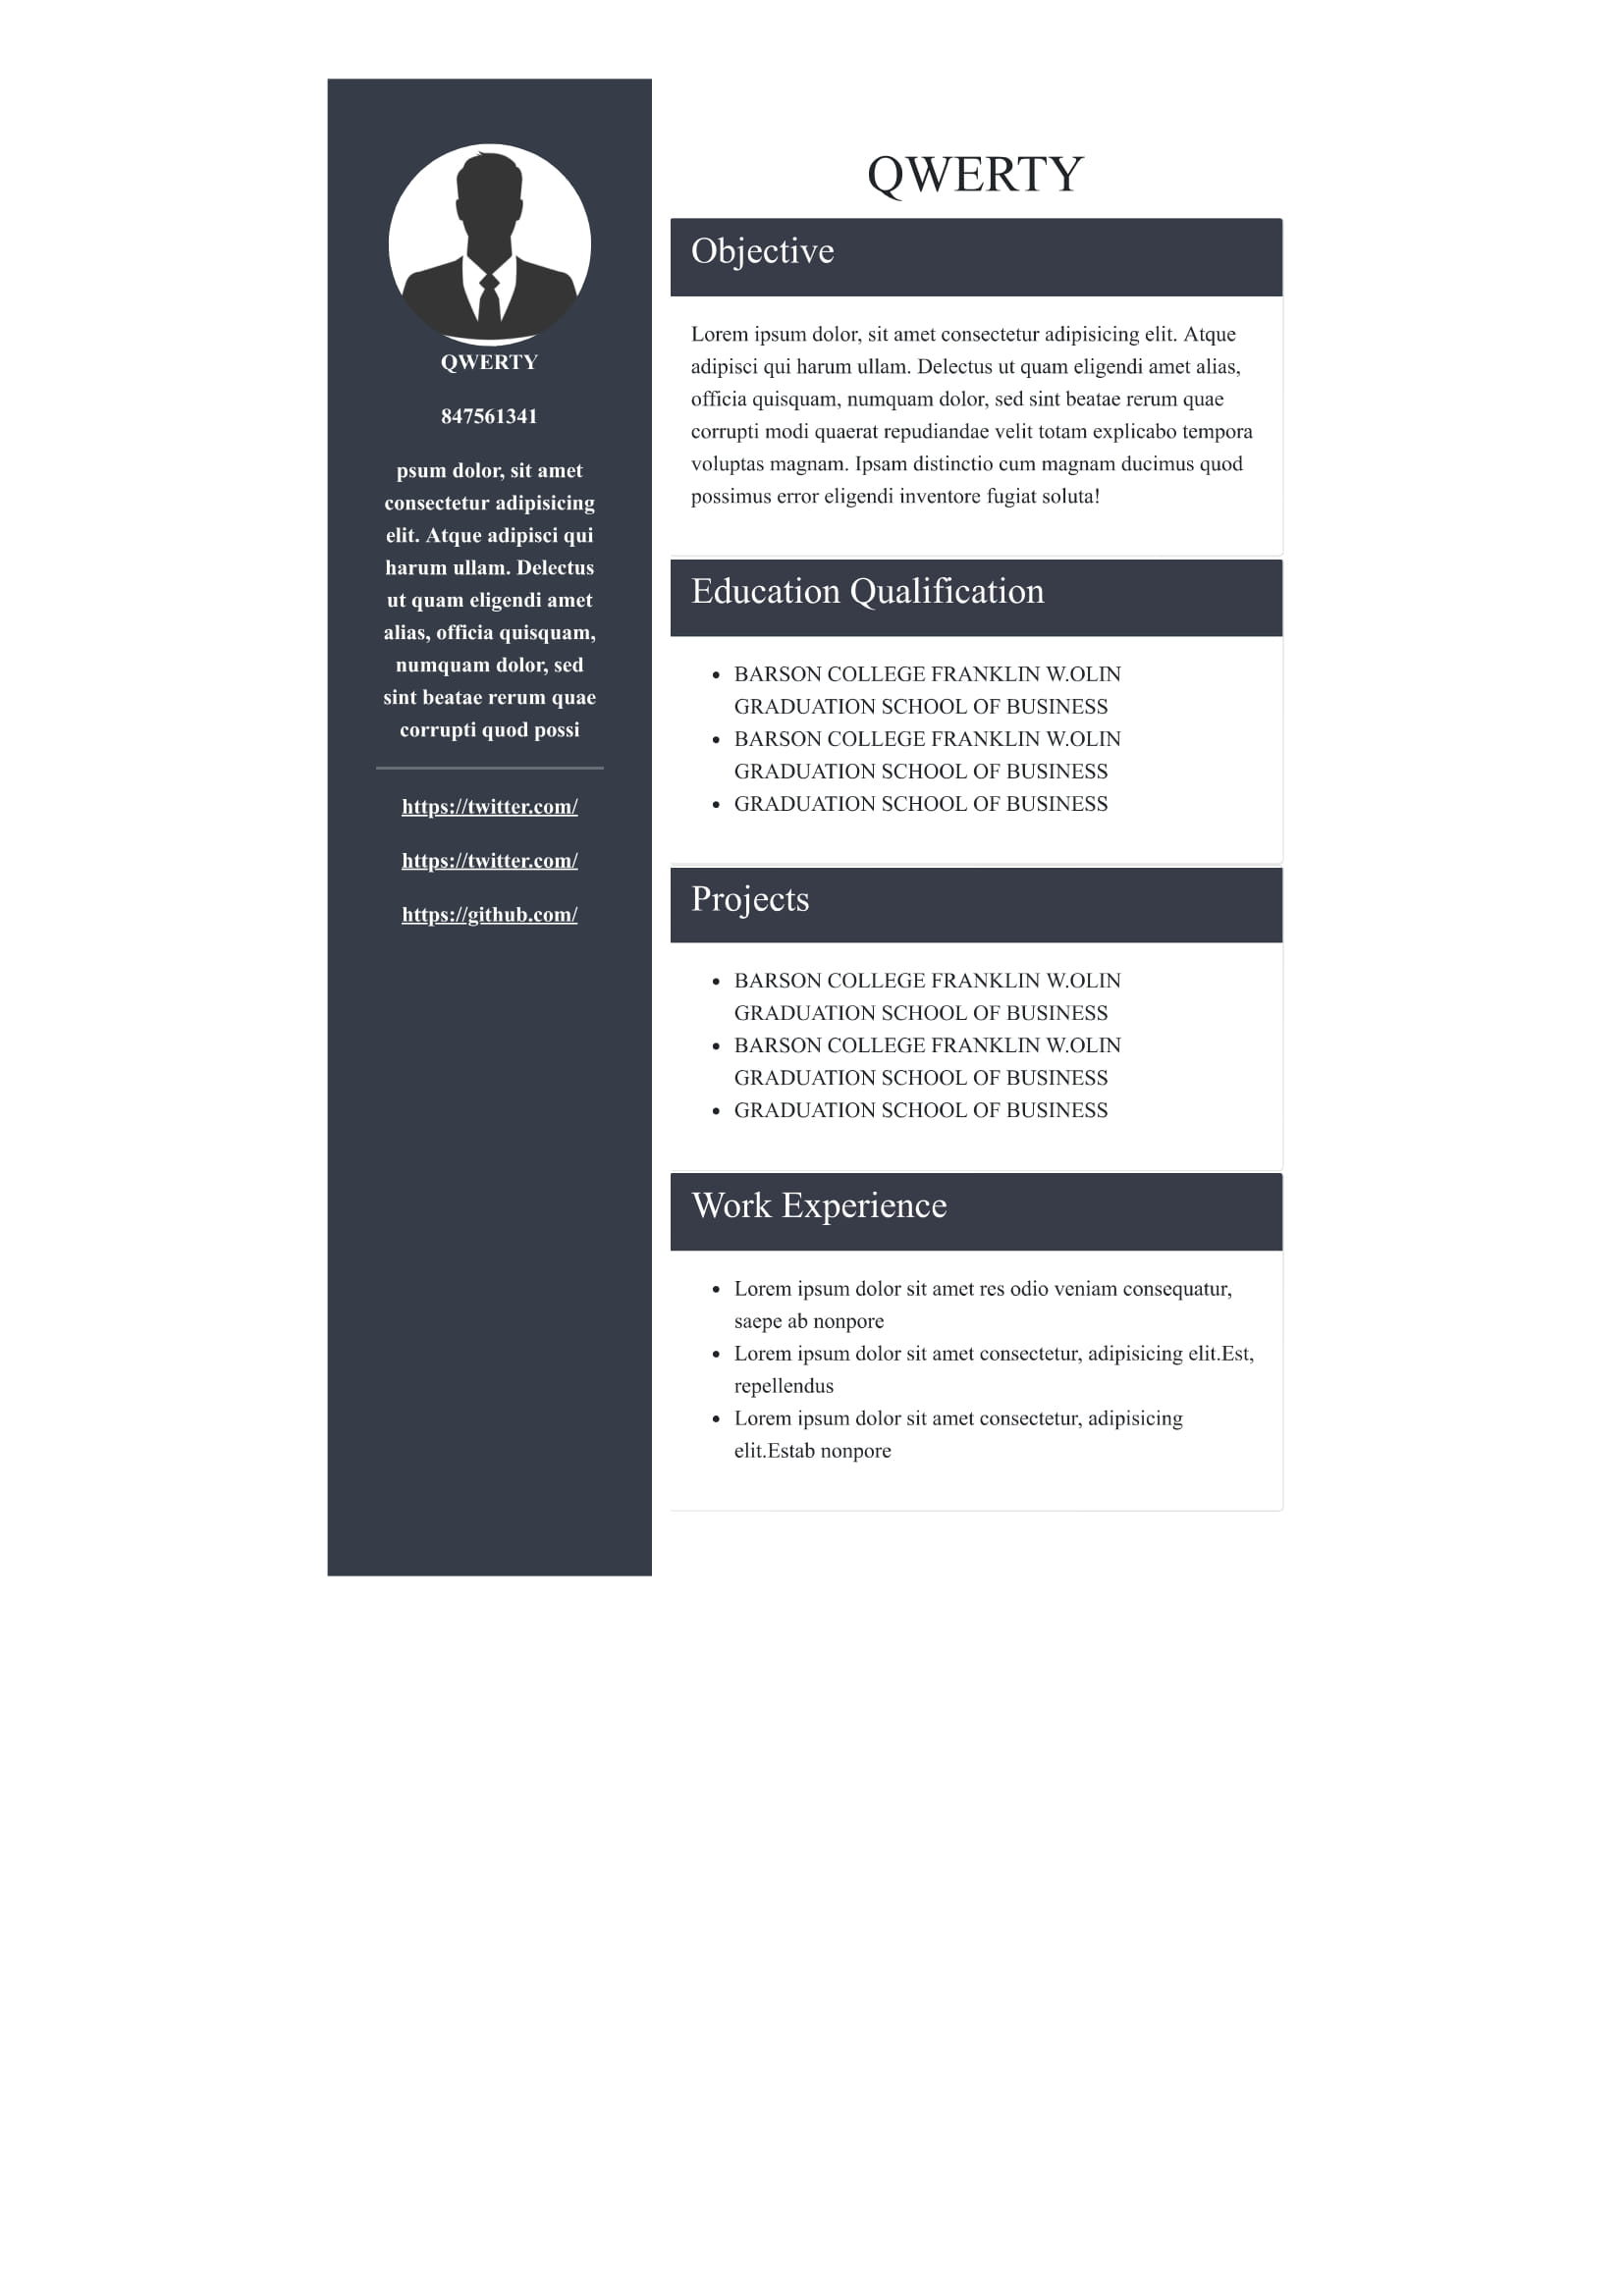 QWERTY
847561341
psum dolor, sit amet
consectetur adipisicing
elit. Atque adipisci qui
harum ullam. Delectus
ut quam eligendi amet
alias, officia quisquam,
numquam dolor, sed
sint beatae rerum quae
corrupti quod possi
https://twitter.com/
https://twitter.com/
https://github.com/
QWERTY
Objective
Lorem ipsum dolor, sit amet consectetur adipisicing elit. Atque
adipisci qui harum ullam. Delectus ut quam eligendi amet alias,
officia quisquam, numquam dolor, sed sint beatae rerum quae
corrupti modi quaerat repudiandae velit totam explicabo tempora
voluptas magnam. Ipsam distinctio cum magnam ducimus quod
possimus error eligendi inventore fugiat soluta!
Education Qualification
• BARSON COLLEGE FRANKLIN W.OLIN
GRADUATION SCHOOL OF BUSINESS
• BARSON COLLEGE FRANKLIN W.OLIN
GRADUATION SCHOOL OF BUSINESS
• GRADUATION SCHOOL OF BUSINESS
Projects
• BARSON COLLEGE FRANKLIN W.OLIN
GRADUATION SCHOOL OF BUSINESS
• BARSON COLLEGE FRANKLIN W.OLIN
GRADUATION SCHOOL OF BUSINESS
• GRADUATION SCHOOL OF BUSINESS
Work Experience
• Lorem ipsum dolor sit amet res odio veniam consequatur,
saepe ab nonpore
• Lorem ipsum dolor sit amet consectetur, adipisicing elit.Est,
repellendus
• Lorem ipsum dolor sit amet consectetur, adipisicing
elit.Estab nonpore